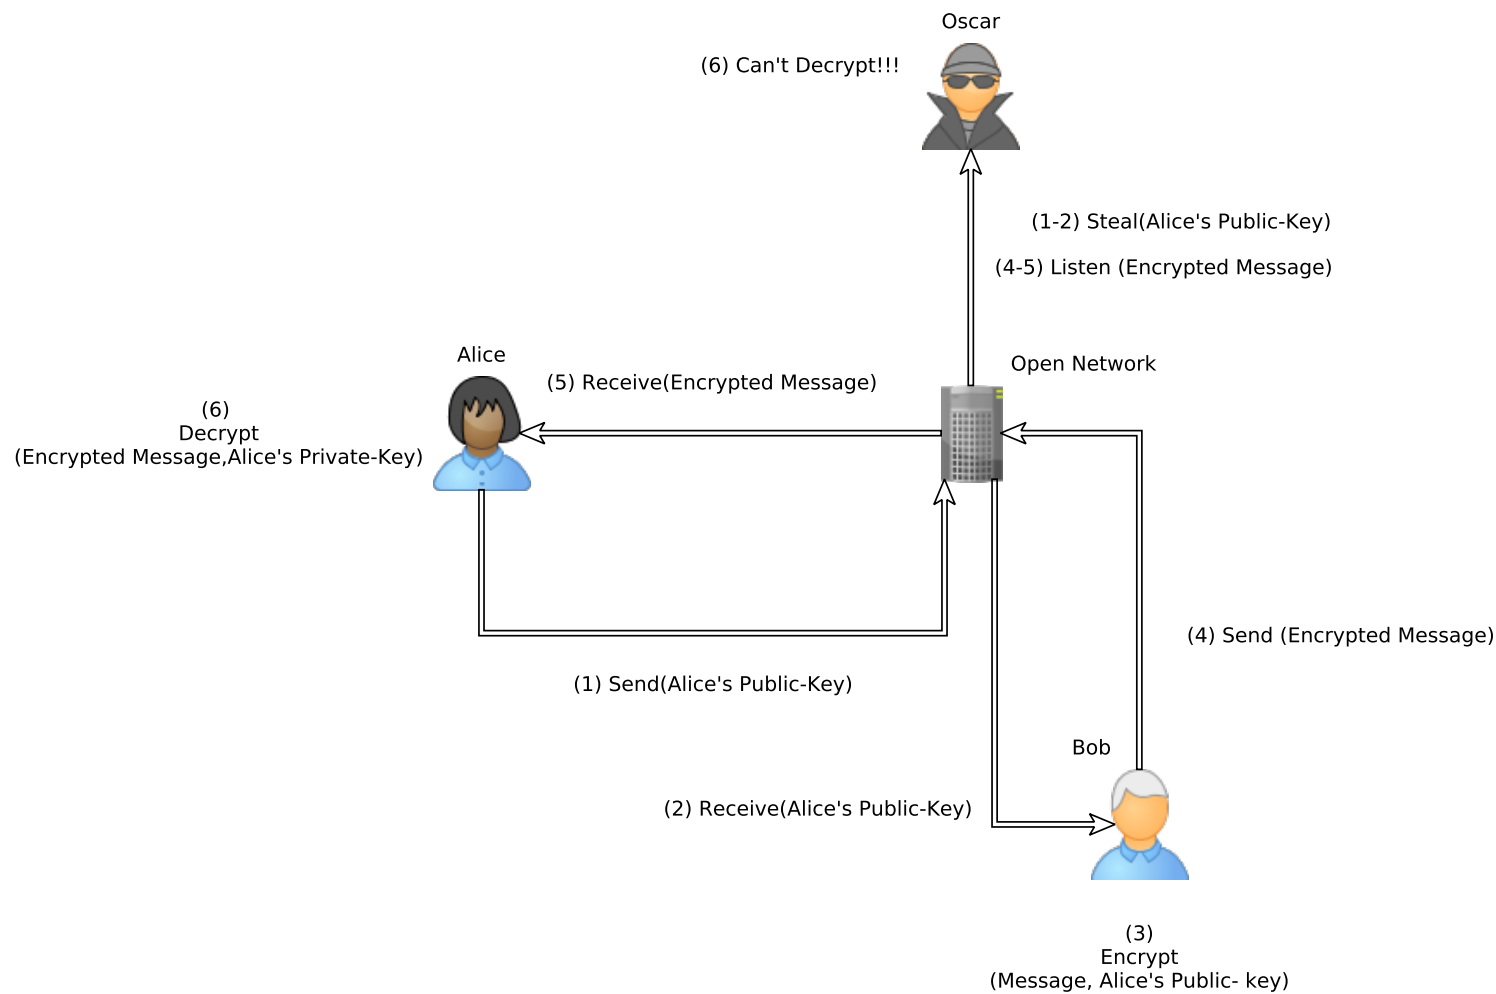 Oscar
(6) Can't Decrypt!!!
(1-2) Steal(Alice's Public-Key)
(4-5) Listen (Encrypted Message)
Alice
Open Network
(5) Receive(Encrypted Message)
(6)
Decrypt
(Encrypted Message,Alice's Private-Key)
(4) Send (Encrypted Message)
(1) Send(Alice's Public-Key)
Bob
(2) Receive(Alice's Public-Key)
(3)
Encrypt
(Message, Alice's Public- key)